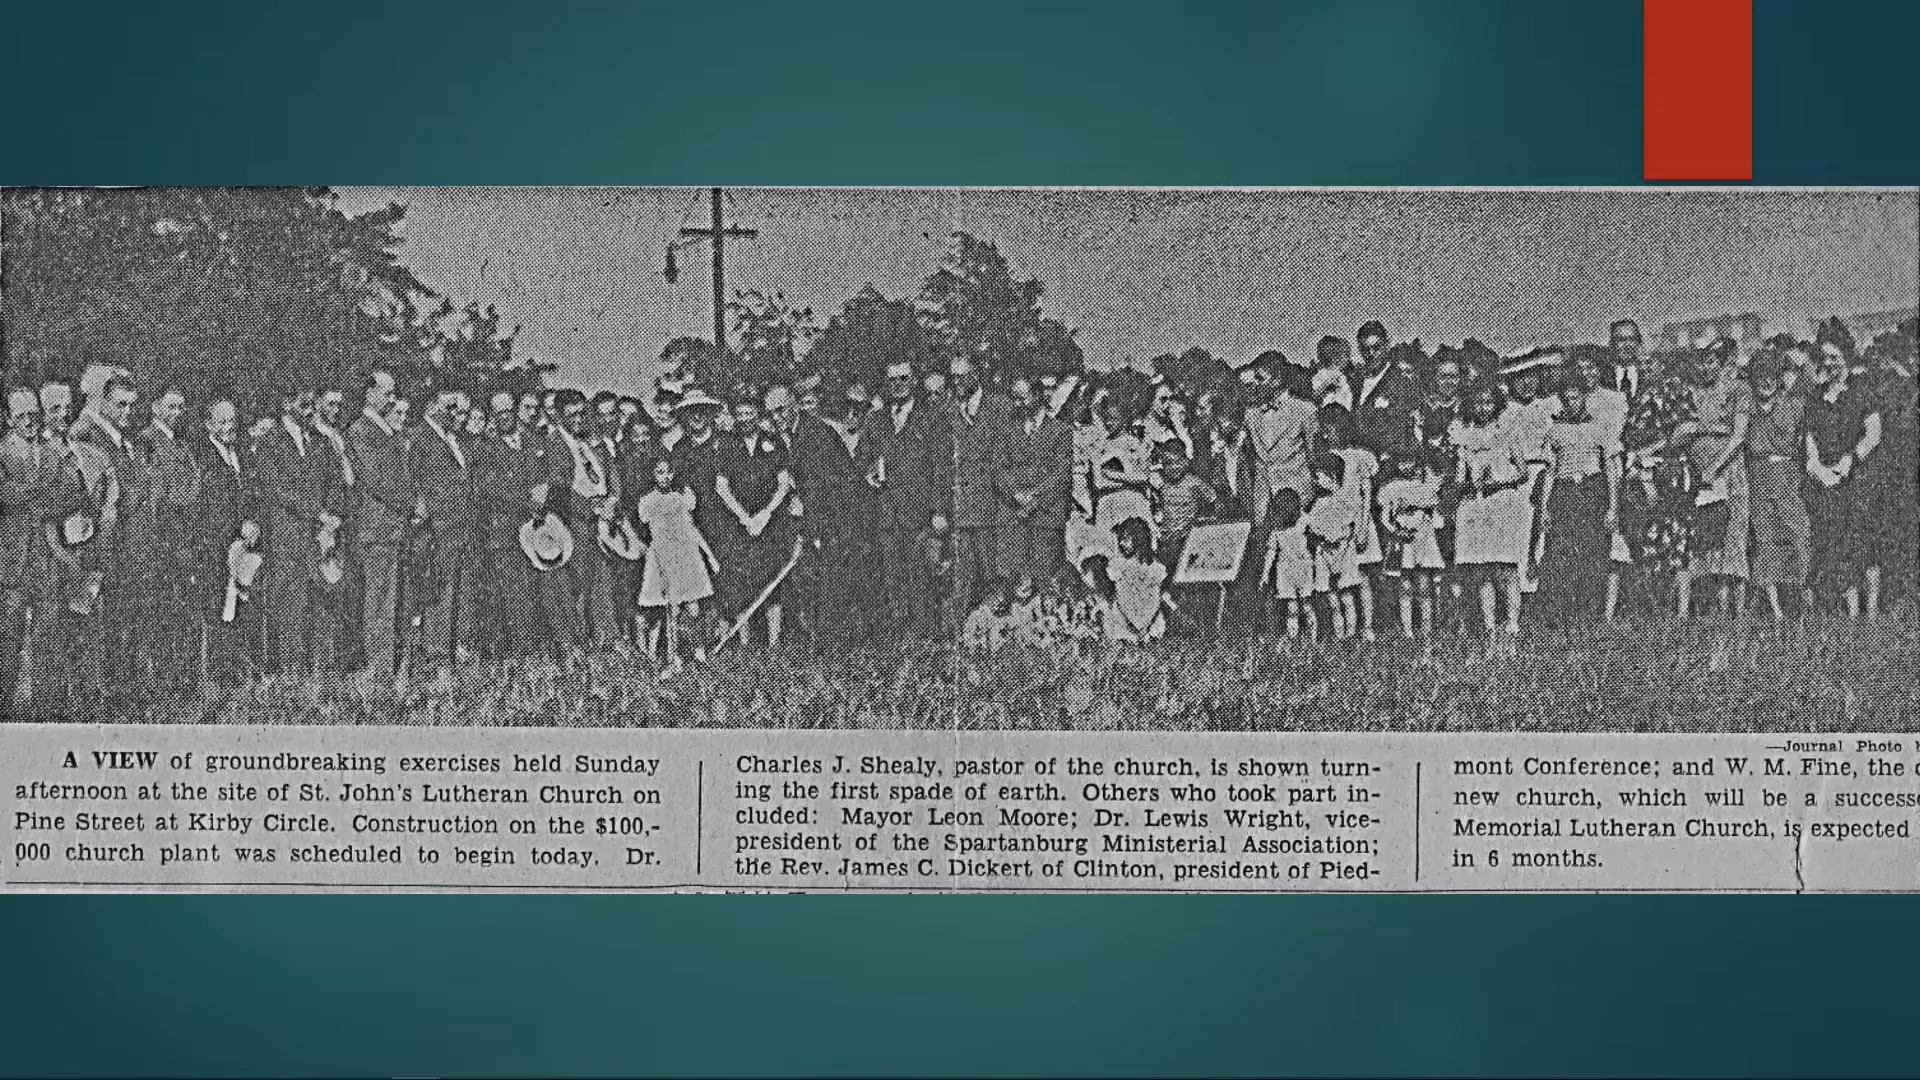 —Journal Photo
A VIEW of groundbreaking exercises held Sunday
afternoon at the site of St. John's Lutheran Church on
Pine Street at Kirby Circle. Construction on the $100,-
000 church plant was scheduled to begin today. Dr.
Charles J. Shealy, pastor of the church, is shown turn-
ing the first spade of earth. Others who took part in-
cluded: Mayor Leon Moore; Dr. Lewis Wright, vice-
president of the Spartanburg Ministerial Association;
the Rev. James C. Dickert of Clinton, president of Pied-
mont Conference; and W. M. Fine, the
new church, which will be a
Memorial Lutheran Church, is expected
in 6 months.